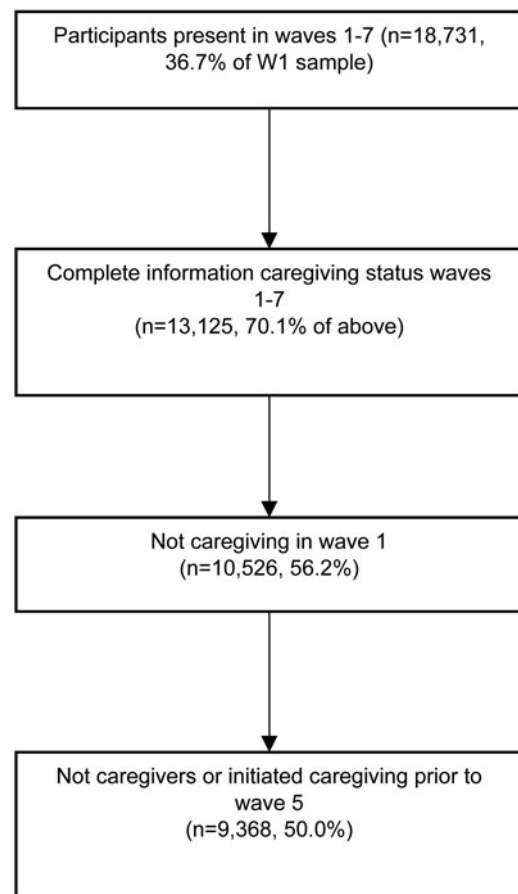 Participants present in waves 1-7 (n=18,731,
36.7% of W1 sample)
Complete information caregiving status waves
1-7
(n=13,125, 70.1% of above)
Not caregiving in wave 1
(n=10,526, 56.2%)
Not caregivers or initiated caregiving prior to
wave 5
(n=9,368, 50.0%)